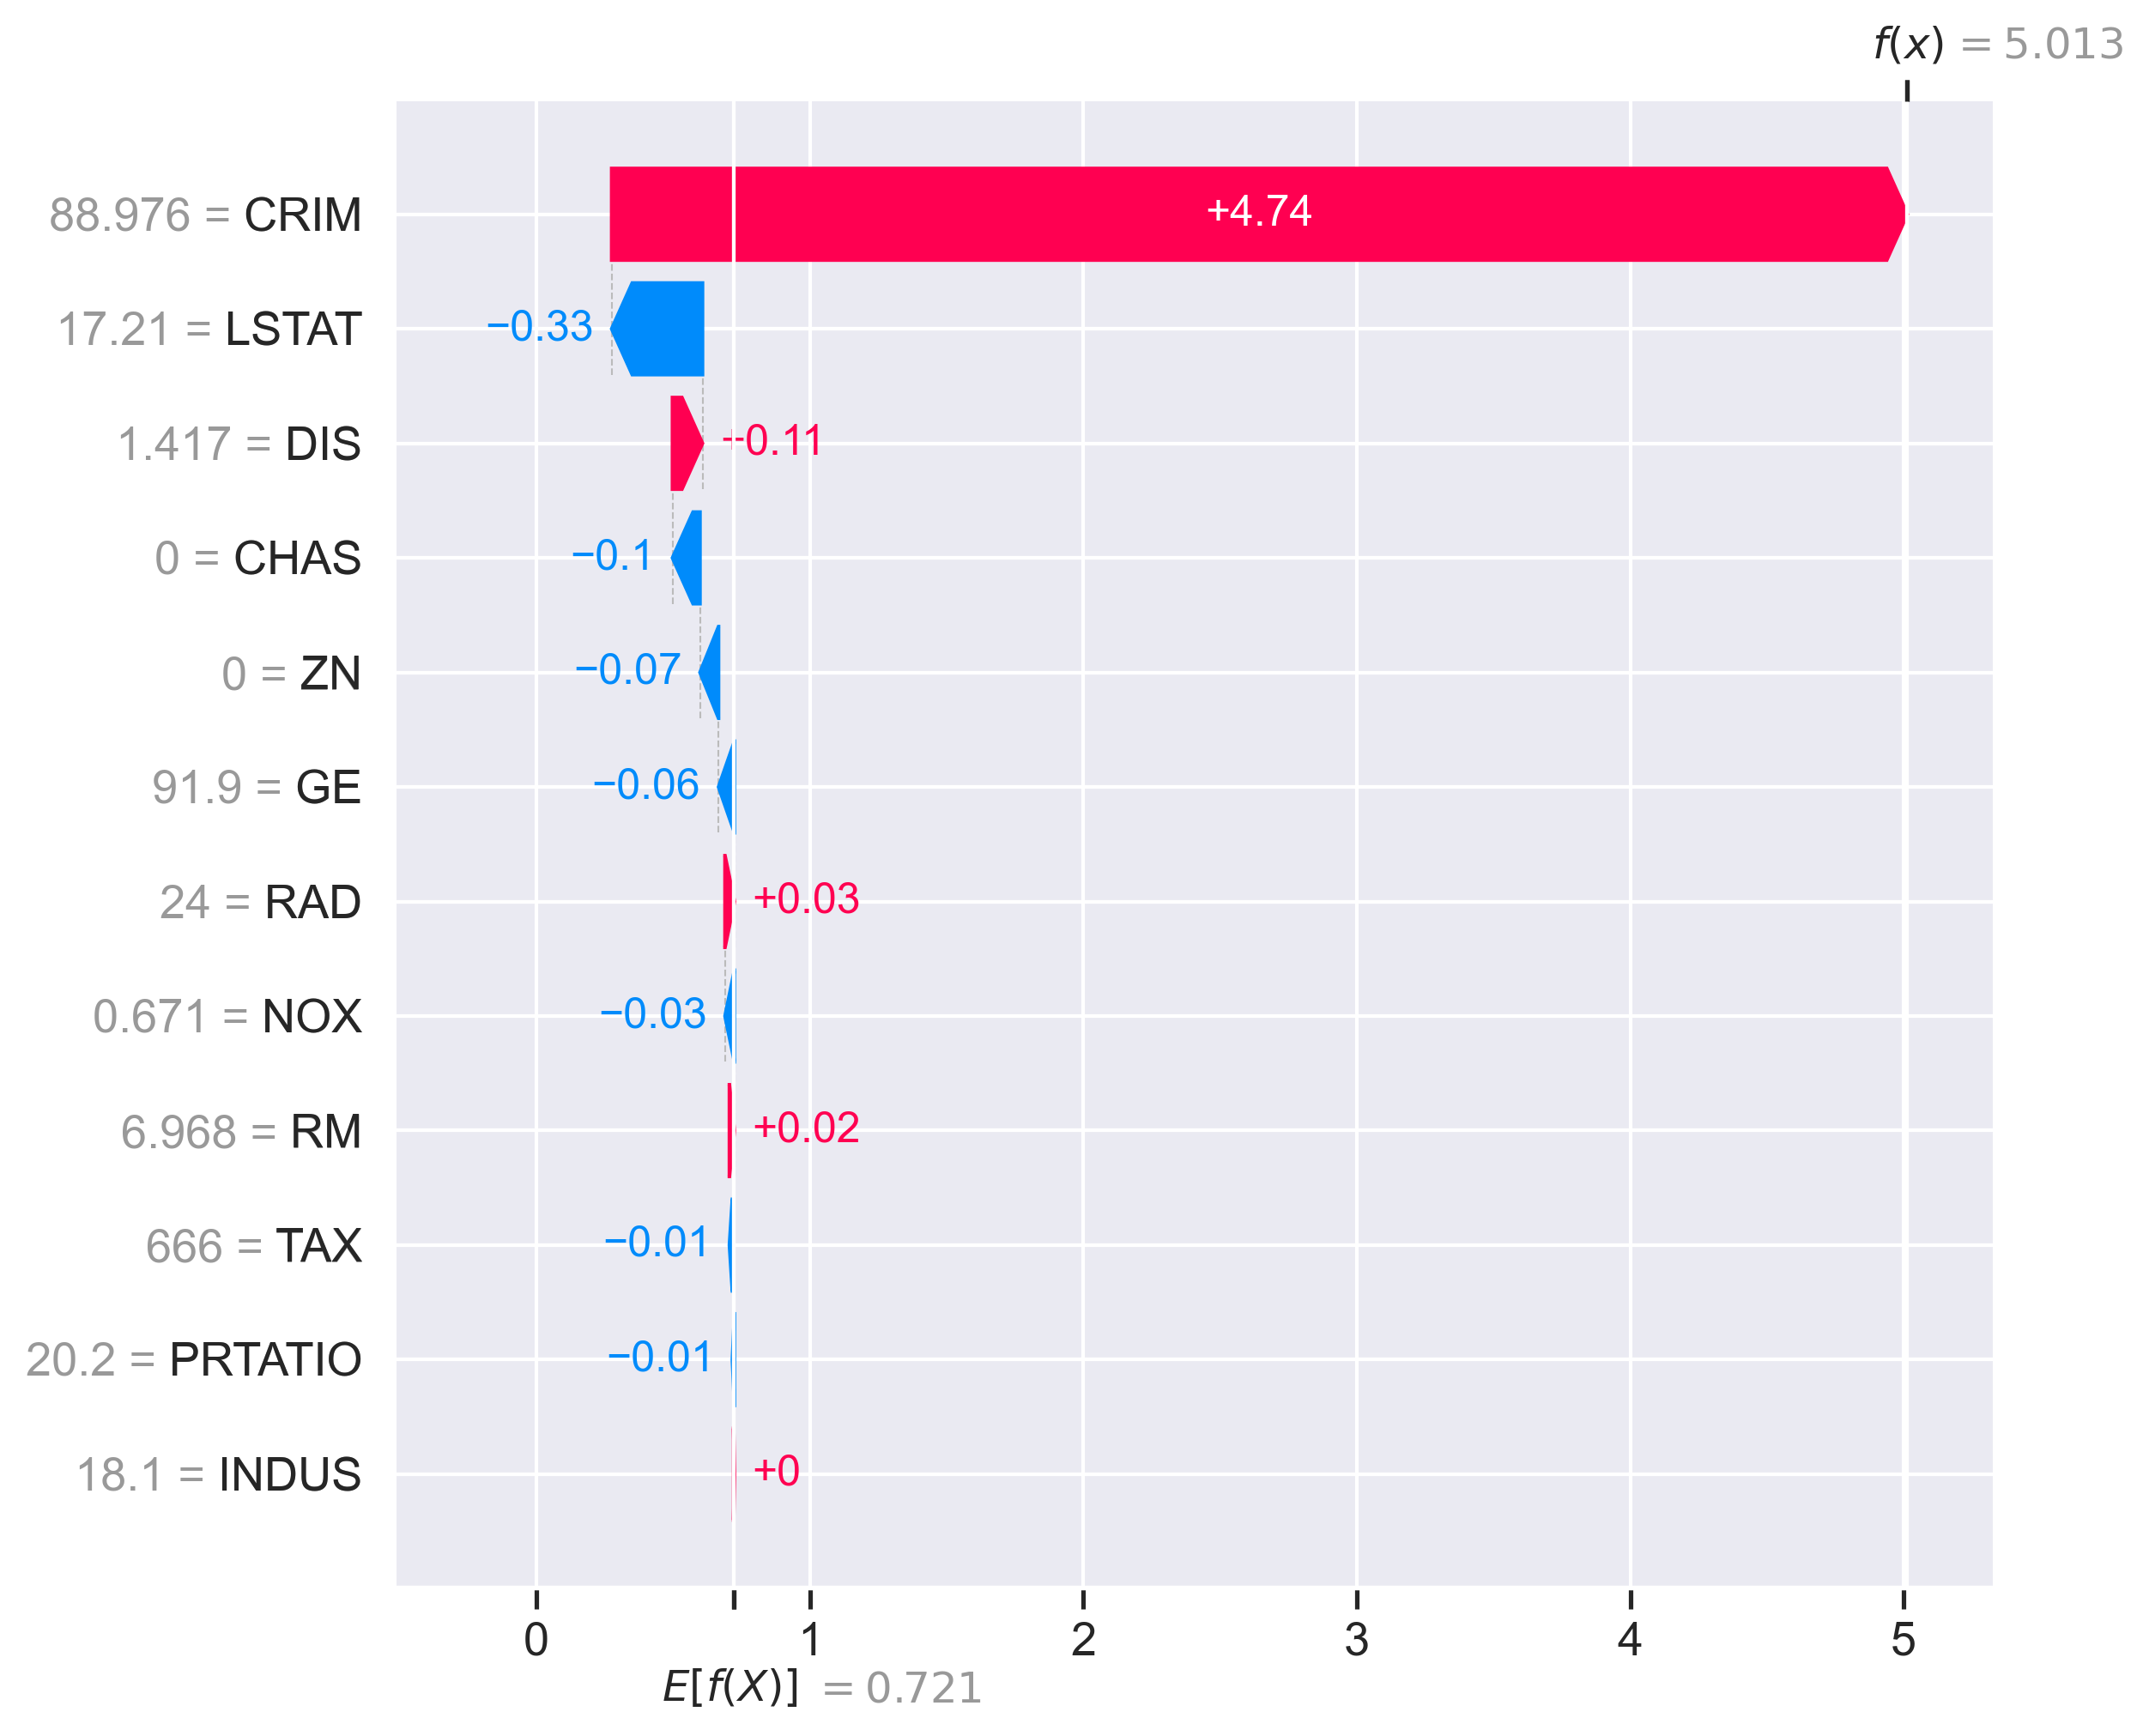 f(x) = 5.013
88.976 = CRIM +4.74
17.21 = LSTAT −0.33
1.417 = DIS +0.11
0 = CHAS −0.1
0 = ZN −0.07
91.9 = GE −0.06
24 = RAD +0.03
0.671 = NOX −0.03
6.968 = RM +0.02
666 = TAX −0.01
20.2 = PRTATIO −0.01
18.1 = INDUS +0
0 1 2 3 4 5
E[f(X)] = 0.721